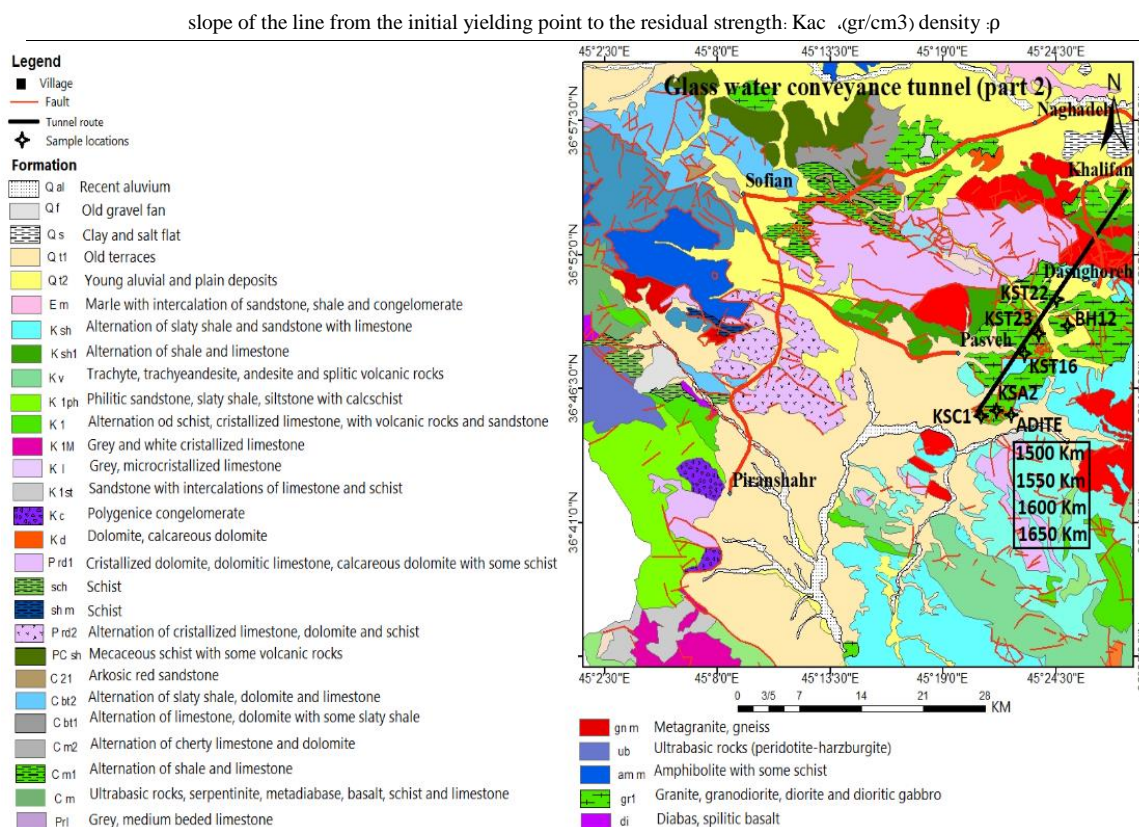 slope of the line from the initial yielding point to the residual strength: Kac .(gr/cm3) density :ρ
Legend
Village
Fault
Tunnel route
Sample locations
Formation
Q al Recent aluvium
Q f Old gravel fan
Q s Clay and salt flat
Q t1 Old terraces
Q t2 Young aluvial and plain deposits
E m Marle with intercalation of sandstone, shale and congelomerate
K sh Alternation of slaty shale and sandstone with limestone
K sh1 Alternation of shale and limestone
K v Trachyte, trachyeandesite, andesite and splitic volcanic rocks
K 1ph Philitic sandstone, slaty shale, siltstone with calcschist
K 1 Alternation od schist, cristallized limestone, with volcanic rocks and sandstone
K 1M Grey and white cristallized limestone
K l Grey, microcristallized limestone
K 1st Sandstone with intercalations of limestone and schist
K c Polygenice congelomerate
K d Dolomite, calcareous dolomite
P rd1 Cristallized dolomite, dolomitic limestone, calcareous dolomite with some schist
sch Schist
sh m Schist
P rd2 Alternation of cristallized limestone, dolomite and schist
PC sh Mecaceous schist with some volcanic rocks
C 21 Arkosic red sandstone
C bt2 Alternation of slaty shale, dolomite and limestone
C bt1 Alternation of limestone, dolomite with some slaty shale
C m2 Alternation of cherty limestone and dolomite
C m1 Alternation of shale and limestone
C m Ultrabasic rocks, serpentinite, metadiabase, basalt, schist and limestone
Prl Grey, medium beded limestone
45°2'30"E 45°8'0"E 45°13'30"E 45°19'0"E 45°24'30"E
Glass water conveyance tunnel (part 2)
N
Naghadeh
36°57'30"N 36°57'30"N
Khalifan
Sofian
36°52'0"N 36°52'0"N
Dashghoreh
KST22
KST23
BH12
Pasveh
KST16
36°46'30"N 36°46'30"N
KSA2
KSC1
ADITE
1500 Km
1550 Km
1600 Km
1650 Km
Piranshahr
36°41'0"N 36°41'0"N
45°2'30"E 45°8'0"E 45°13'30"E 45°19'0"E 45°24'30"E
0 3/5 7 14 21 28
KM
gn m Metagranite, gneiss
ub Ultrabasic rocks (peridotite-harzburgite)
am m Amphibolite with some schist
gr1 Granite, granodiorite, diorite and dioritic gabbro
di Diabas, spilitic basalt